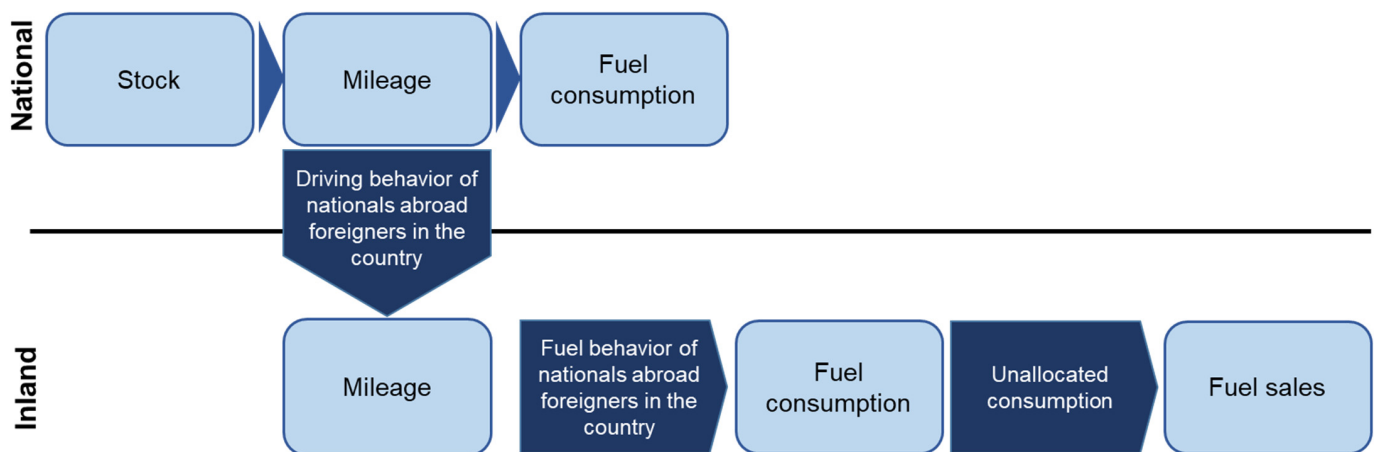 National
Stock
Mileage
Fuel
consumption
Driving behavior of
nationals abroad
foreigners in the
country
Inland
Mileage
Fuel behavior of
nationals abroad
foreigners in the
country
Fuel
consumption
Unallocated
consumption
Fuel sales